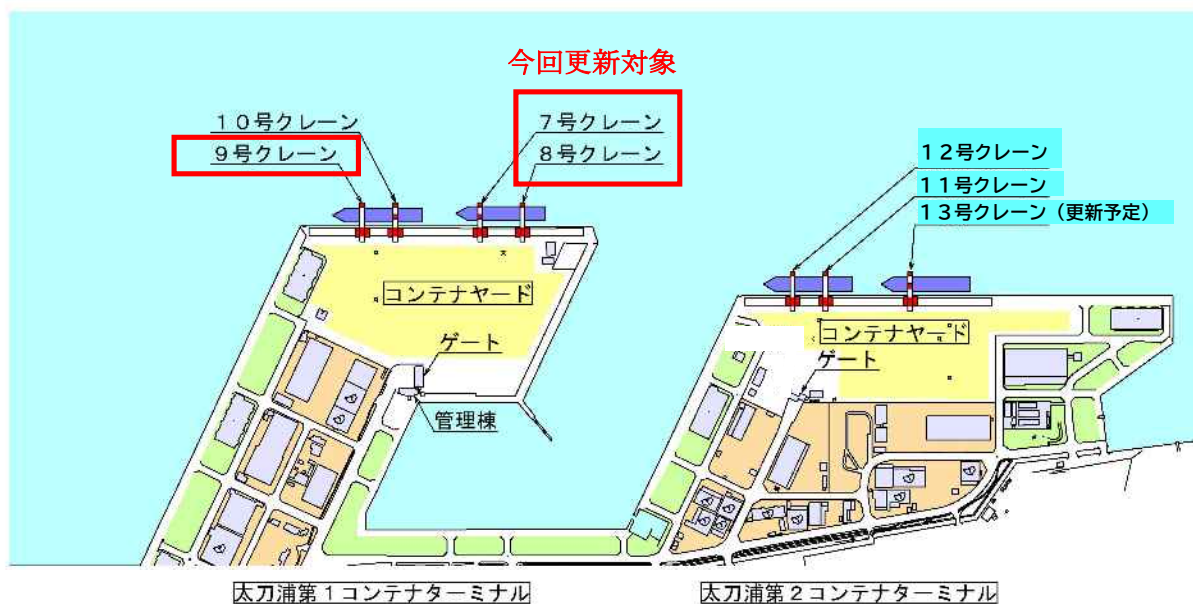 今回更新対象
10号クレーン
9号クレーン
7号クレーン
8号クレーン
12号クレーン
11号クレーン
13号クレーン（更新予定）
コンテナヤード
ゲート
管理棟
コンテナヤード
ゲート
太刀浦第1コンテナターミナル
太刀浦第2コンテナターミナル